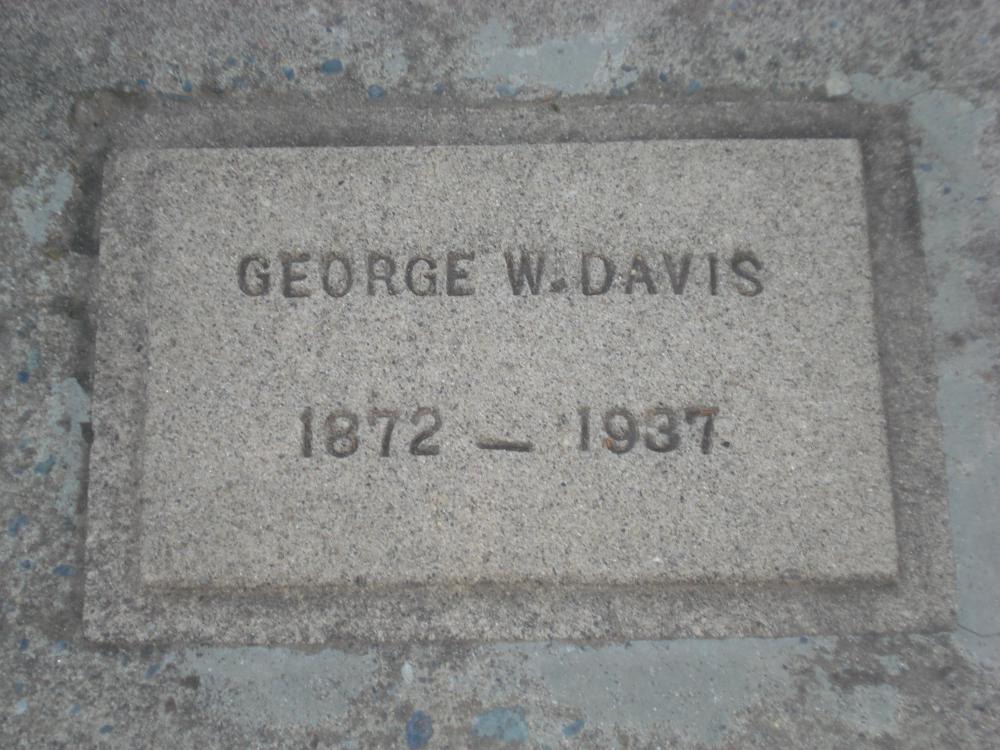 GEORGE W. DAVIS
1872 — 1937